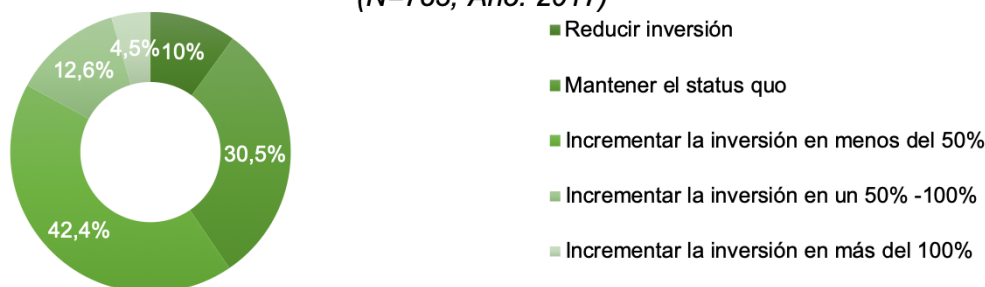 Reducir inversión
4,5%
10%
Mantener el status quo
12,6%
Incrementar la inversión en menos del 50%
30,5%
Incrementar la inversión en un 50% -100%
42,4%
Incrementar la inversión en más del 100%